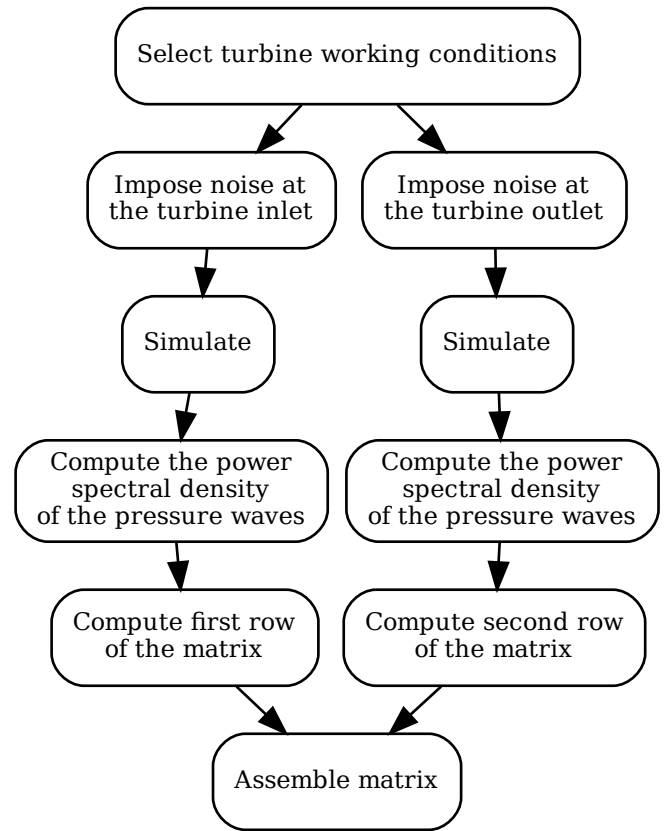 Select turbine working conditions
Impose noise at
the turbine inlet
Impose noise at
the turbine outlet
Simulate
Simulate
Compute the power
spectral density
of the pressure waves
Compute the power
spectral density
of the pressure waves
Compute first row
of the matrix
Compute second row
of the matrix
Assemble matrix